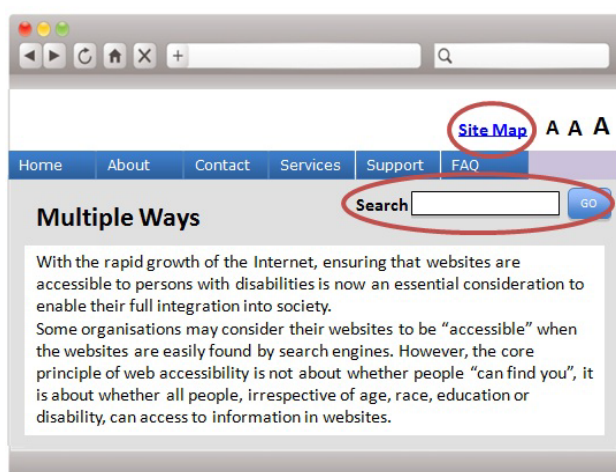 Site Map A A A
Home About Contact Services Support FAQ
Search GO
Multiple Ways
With the rapid growth of the Internet, ensuring that websites are
accessible to persons with disabilities is now an essential consideration to
enable their full integration into society.
Some organisations may consider their websites to be “accessible” when
the websites are easily found by search engines. However, the core
principle of web accessibility is not about whether people “can find you”, it
is about whether all people, irrespective of age, race, education or
disability, can access to information in websites.